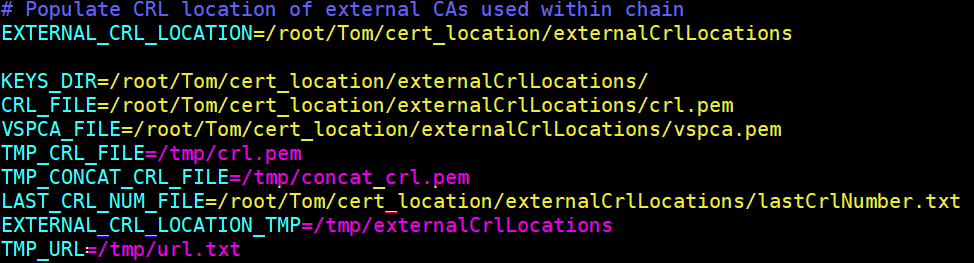 # Populate CRL location of external CAs used within chain
EXTERNAL_CRL_LOCATION=/root/Tom/cert_location/externalCrlLocations
KEYS_DIR=/root/Tom/cert_location/externalCrlLocations/
CRL_FILE=/root/Tom/cert_location/externalCrlLocations/crl.pem
VSPCA_FILE=/root/Tom/cert_location/externalCrlLocations/vspca.pem
TMP_CRL_FILE=/tmp/crl.pem
TMP_CONCAT_CRL_FILE=/tmp/concat_crl.pem
LAST_CRL_NUM_FILE=/root/Tom/cert_location/externalCrlLocations/lastCrlNumber.txt
EXTERNAL_CRL_LOCATION_TMP=/tmp/externalCrlLocations
TMP_URL=/tmp/url.txt